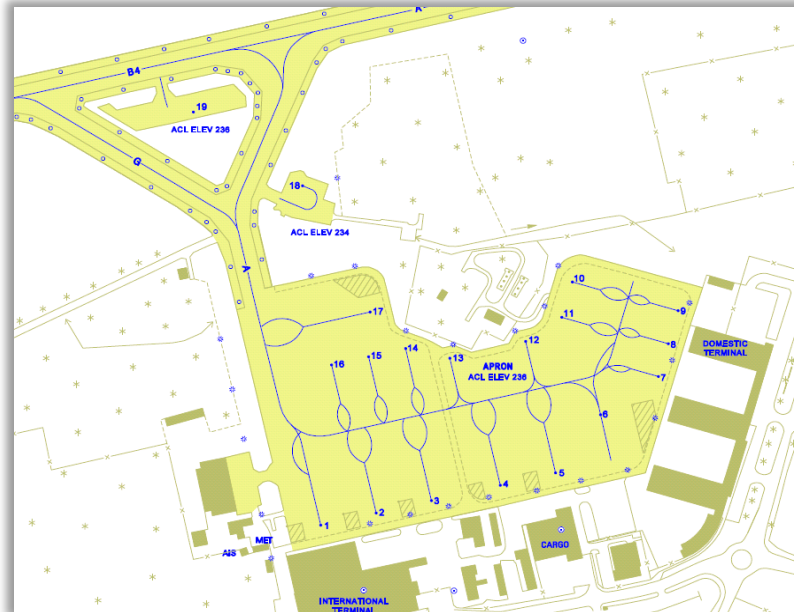 B4
19
ACL ELEV 236
G
18
ACL ELEV 234
A
10
9
17
11
8
DOMESTIC
TERMINAL
12
14
13
15
16
APRON
ACL ELEV 236
7
6
5
4
3
2
1
MET
AIS
CARGO
INTERNATIONAL
TERMINAL